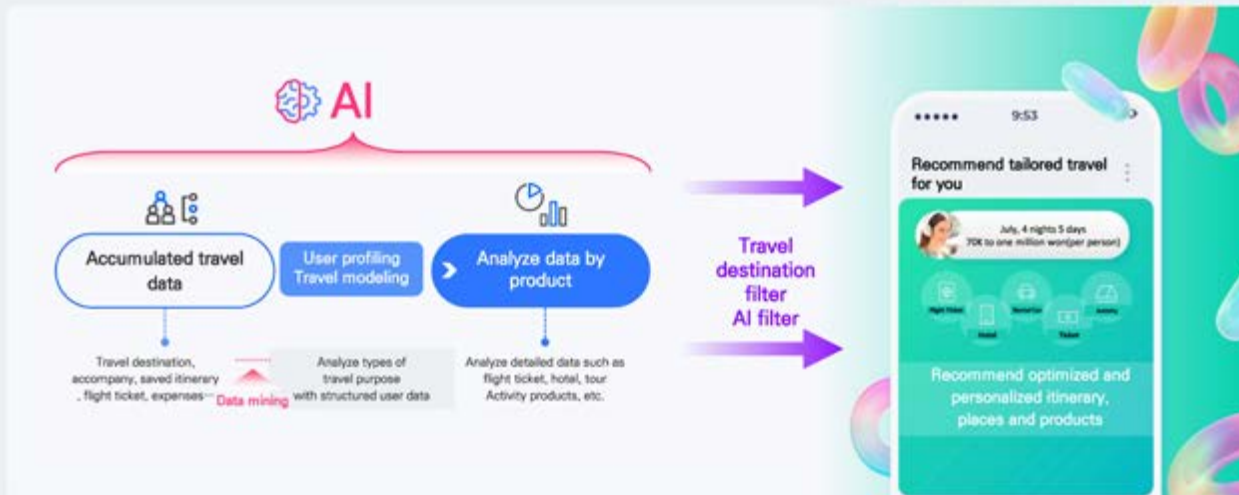 AI
Accumulated travel
data
User profiling
Travel modeling
Analyze data by
product
Travel destination,
accompany, saved itinerary
, flight ticket, expenses···
Data mining
Analyze types of
travel purpose
with structured user data
Analyze detailed data such as
flight ticket, hotel, tour
Activity products, etc.
Travel
destination
filter
AI filter
9:53
Recommend tailored travel
for you
July, 4 nights 5 days
70K to one million won(per person)
Flight Ticket
Hotel
Rental Car
Ticket
Activity
Recommend optimized and
personalized itinerary,
places and products